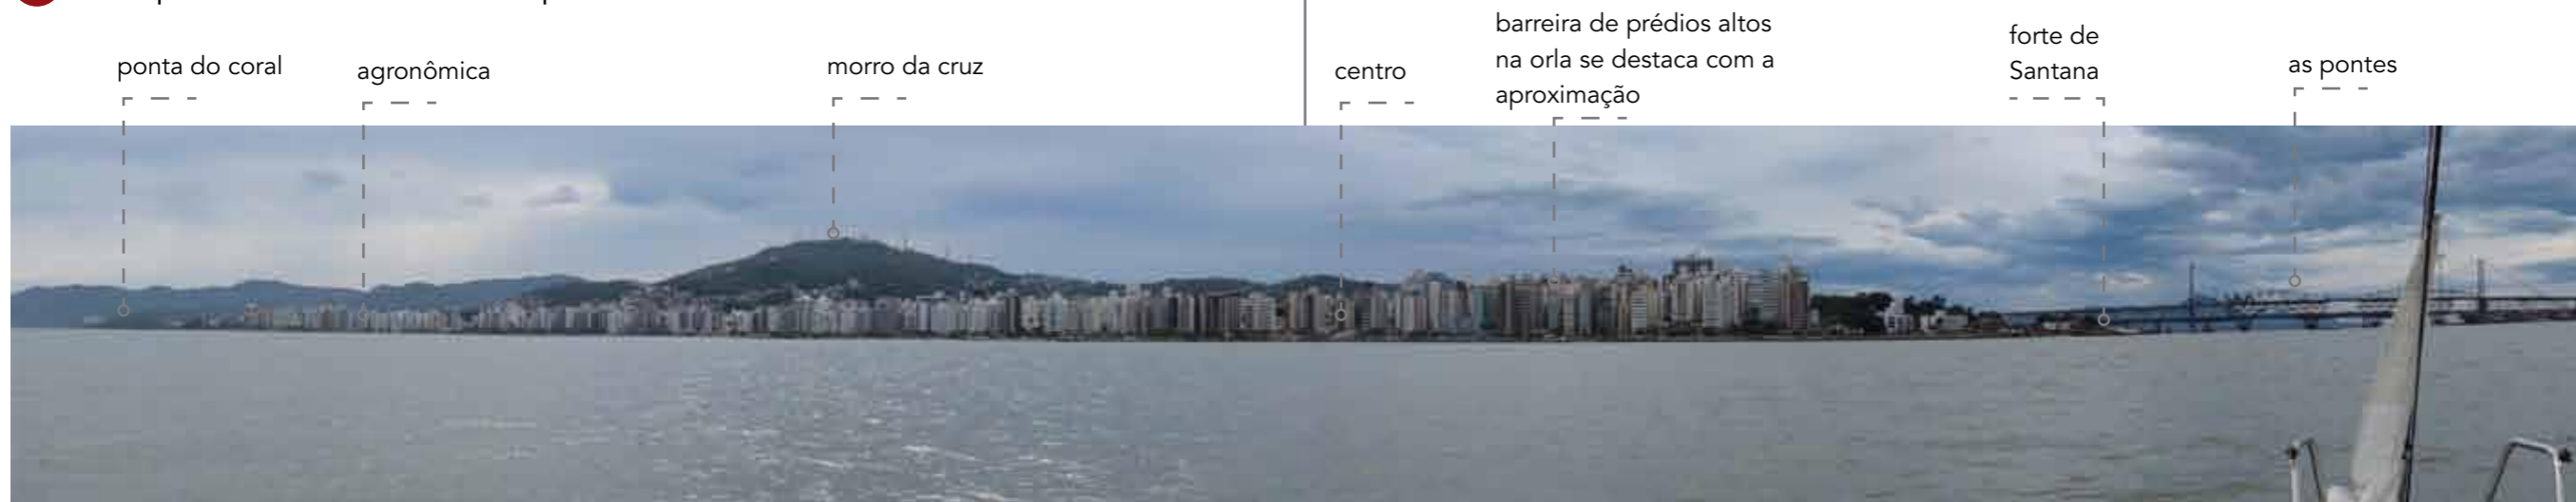 ponta do coral
agronômica
morro da cruz
centro
barreira de prédios altos
na orla se destaca com a
aproximação
forte de
Santana
as pontes